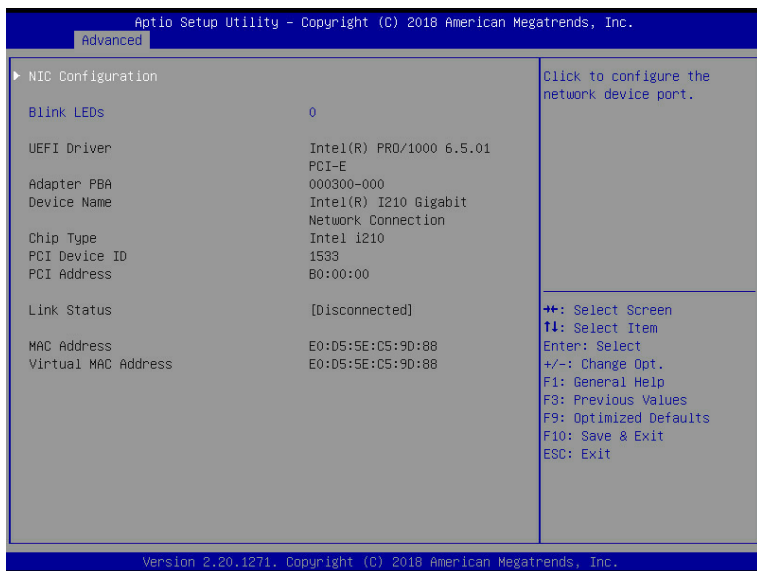 Aptio Setup Utility – Copyright (C) 2018 American Megatrends, Inc.
Advanced
▶ NIC Configuration
Blink LEDs 0
UEFI Driver Intel(R) PRO/1000 6.5.01
PCI-E
Adapter PBA 000300-000
Device Name Intel(R) I210 Gigabit
Network Connection
Chip Type Intel i210
PCI Device ID 1533
PCI Address B0:00:00
Link Status [Disconnected]
MAC Address E0:D5:5E:C5:9D:88
Virtual MAC Address E0:D5:5E:C5:9D:88
Click to configure the
network device port.
→←: Select Screen
↑↓: Select Item
Enter: Select
+/-: Change Opt.
F1: General Help
F3: Previous Values
F9: Optimized Defaults
F10: Save & Exit
ESC: Exit
Version 2.20.1271. Copyright (C) 2018 American Megatrends, Inc.